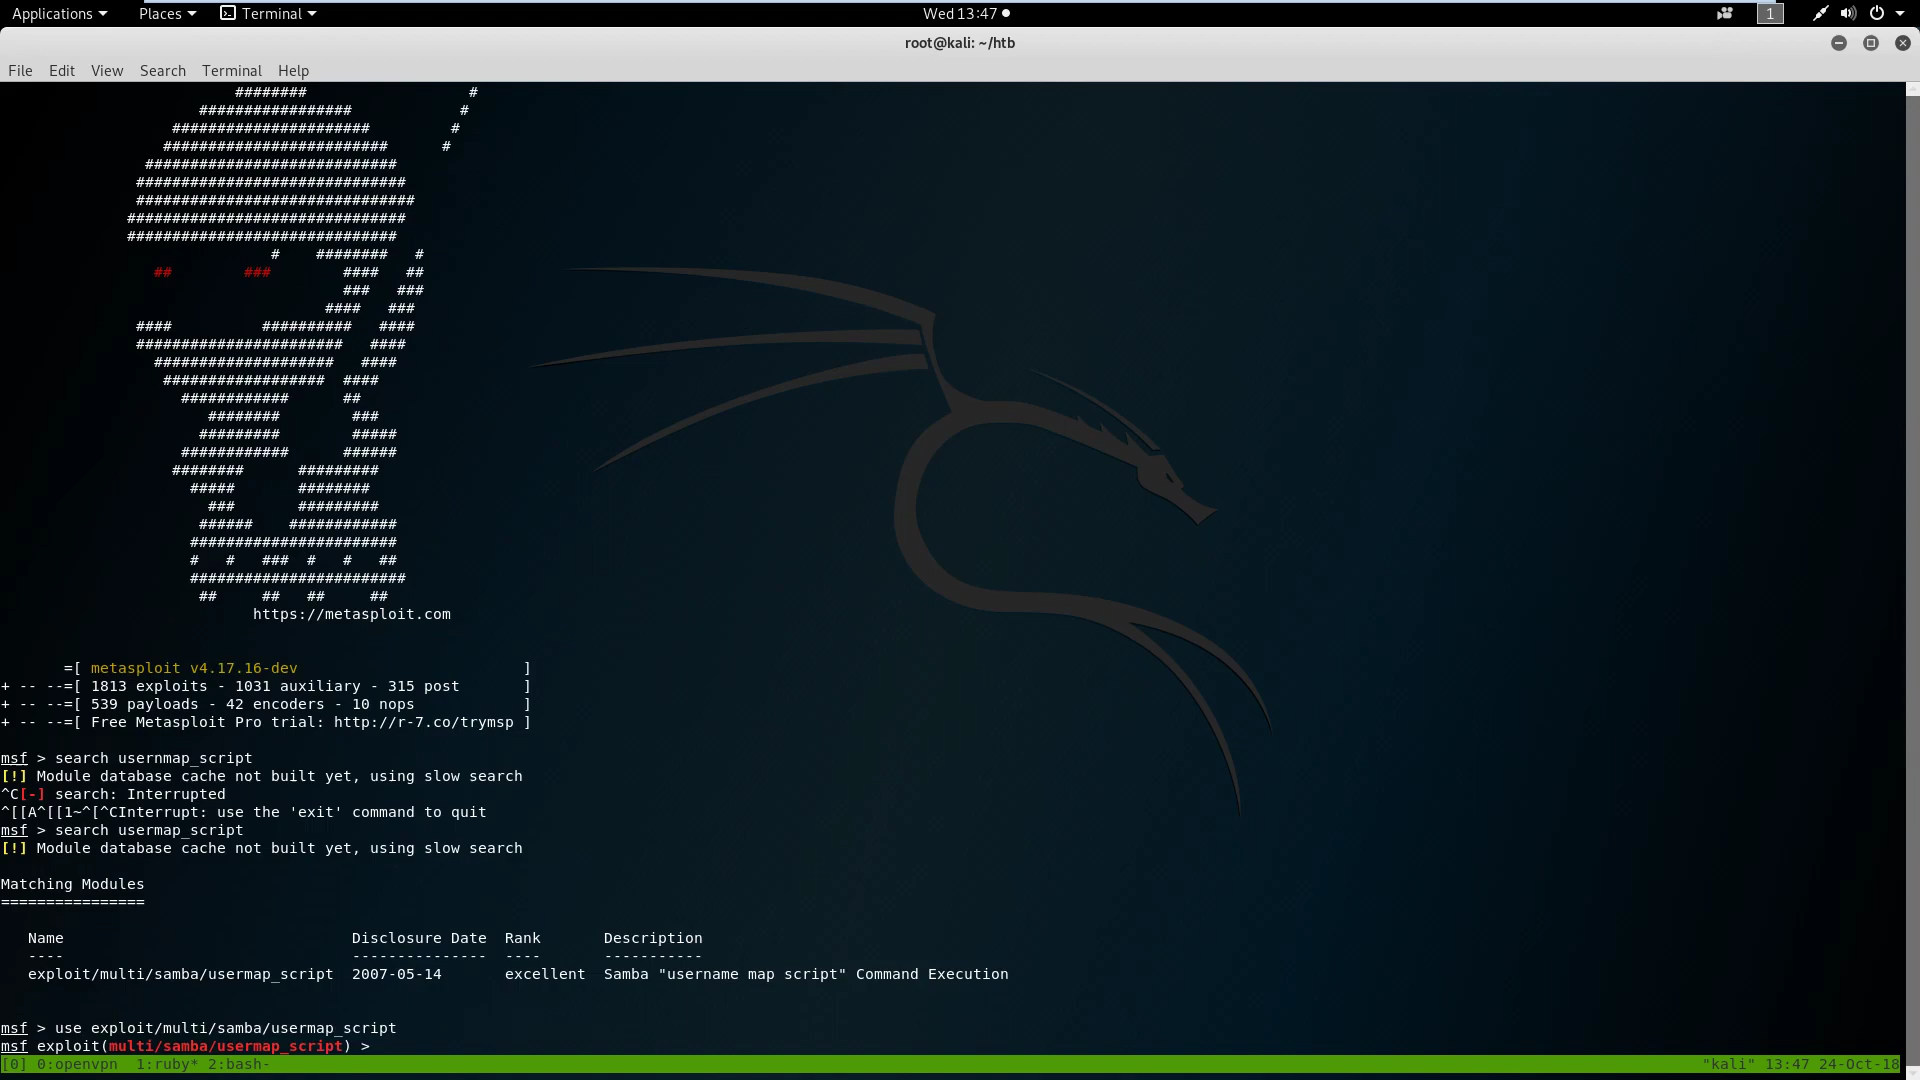 Applications Places Terminal Wed 13:47 1
root@kali: ~/htb
File Edit View Search Terminal Help
######## #
################# #
###################### #
######################### #
############################
##############################
###############################
###############################
##############################
# ######## #
## ### #### ##
### ###
#### ###
#### ########## ####
####################### ####
#################### ####
################## ####
############ ##
######## ###
######### #####
############ ######
######## #########
##### ########
### #########
###### ############
#######################
# # ### # # ##
########################
## ## ## ##
https://metasploit.com
=[ metasploit v4.17.16-dev ]
+ -- --=[ 1813 exploits - 1031 auxiliary - 315 post ]
+ -- --=[ 539 payloads - 42 encoders - 10 nops ]
+ -- --=[ Free Metasploit Pro trial: http://r-7.co/trymsp ]
msf > search usernmap_script
[!] Module database cache not built yet, using slow search
^C[-] search: Interrupted
^[[A^[[1~^[^CInterrupt: use the 'exit' command to quit
msf > search usermap_script
[!] Module database cache not built yet, using slow search
Matching Modules
================
Name Disclosure Date Rank Description
---- --------------- ---- -----------
exploit/multi/samba/usermap_script 2007-05-14 excellent Samba "username map script" Command Execution
msf > use exploit/multi/samba/usermap_script
msf exploit(multi/samba/usermap_script) >
[0] 0:openvpn 1:ruby* 2:bash- "kali" 13:47 24-Oct-18